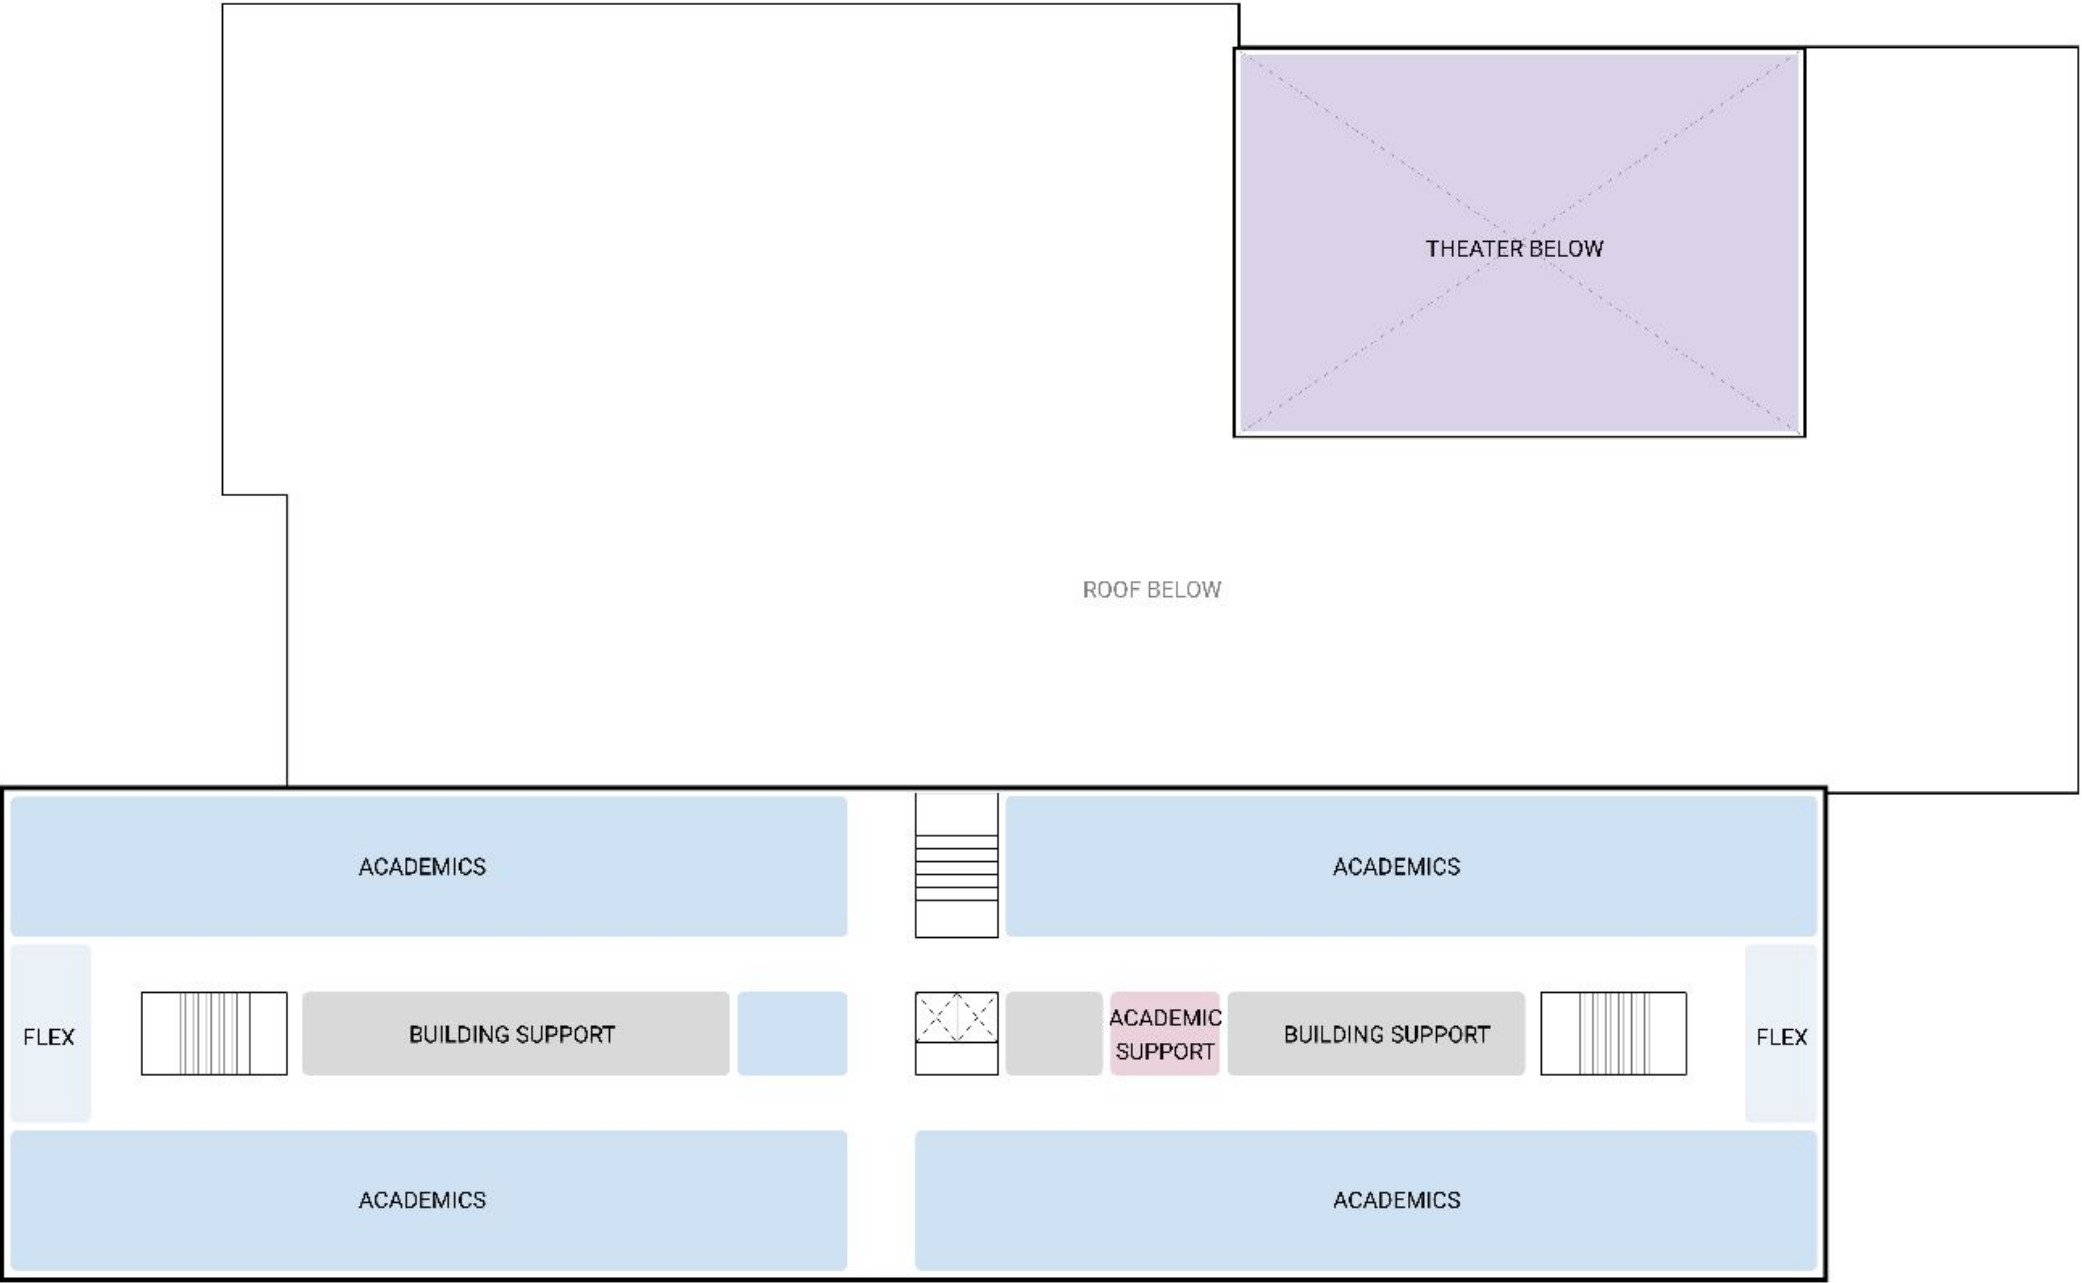 THEATER BELOW
ROOF BELOW
ACADEMICS
ACADEMICS
FLEX
BUILDING SUPPORT
ACADEMIC
SUPPORT
BUILDING SUPPORT
FLEX
ACADEMICS
ACADEMICS